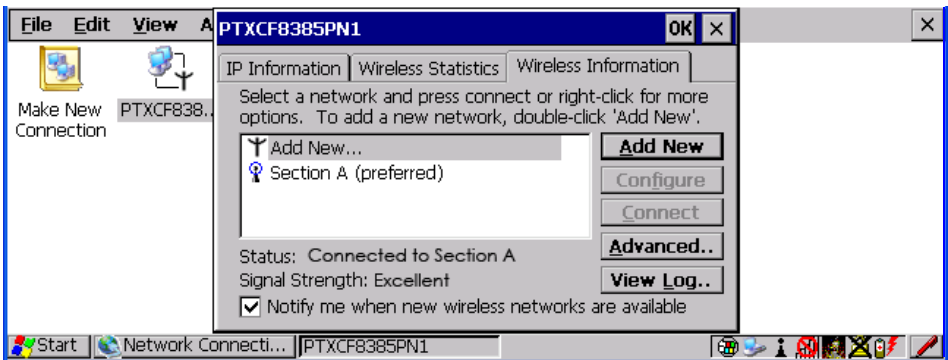 File Edit View A
PTXCF8385PN1 OK ×
×
Make New
Connection
PTXCF838..
IP Information Wireless Statistics Wireless Information
Select a network and press connect or right-click for more
options. To add a new network, double-click 'Add New'.
Add New...
Section A (preferred)
Add New
Configure
Connect
Advanced..
View Log..
Status: Connected to Section A
Signal Strength: Excellent
Notify me when new wireless networks are available
Start Network Connecti... PTXCF8385PN1